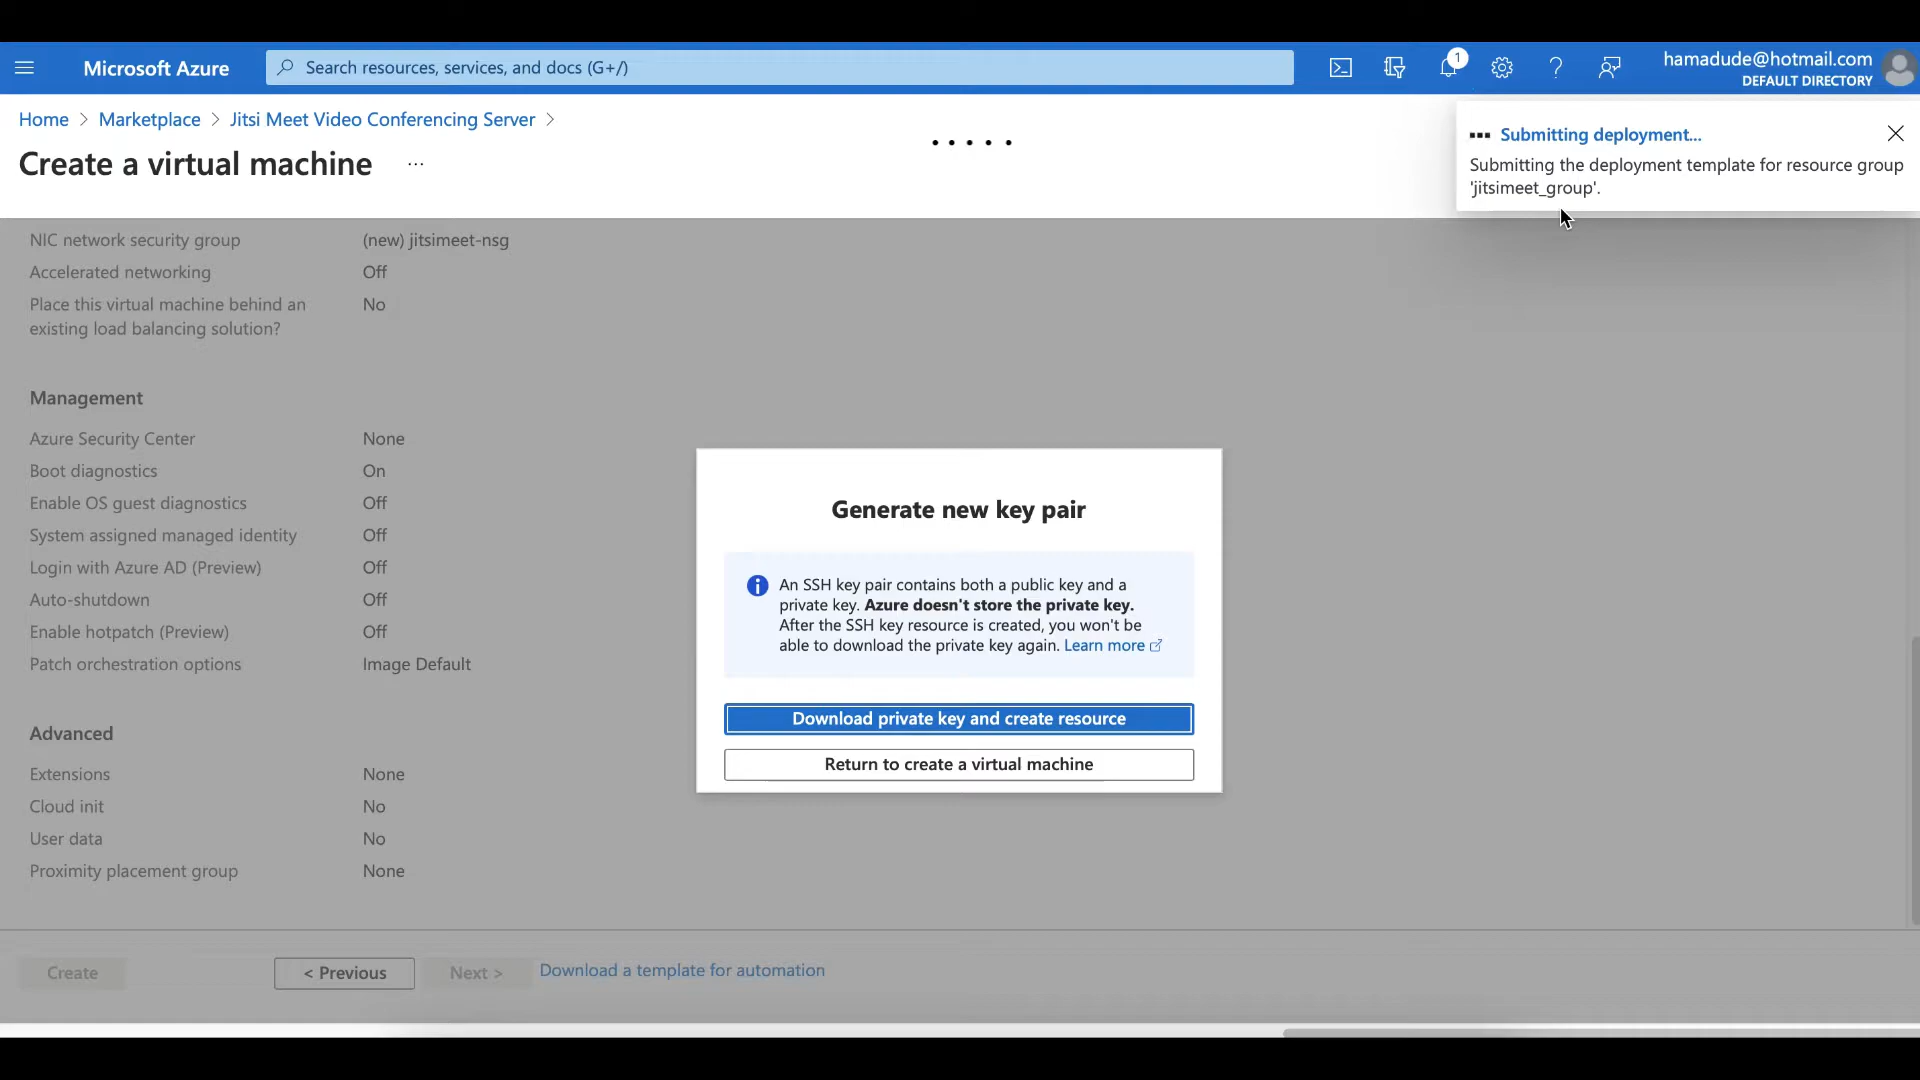 Microsoft Azure
Search resources, services, and docs (G+/)
1
hamadude@hotmail.com
DEFAULT DIRECTORY
Home > Marketplace > Jitsi Meet Video Conferencing Server >
Create a virtual machine ...
Submitting deployment...
Submitting the deployment template for resource group
'jitsimeet_group'.
NIC network security group (new) jitsimeet-nsg
Accelerated networking Off
Place this virtual machine behind an No
existing load balancing solution?
Management
Azure Security Center None
Boot diagnostics On
Enable OS guest diagnostics Off
System assigned managed identity Off
Login with Azure AD (Preview) Off
Auto-shutdown Off
Enable hotpatch (Preview) Off
Patch orchestration options Image Default
Advanced
Extensions None
Cloud init No
User data No
Proximity placement group None
Generate new key pair
An SSH key pair contains both a public key and a
private key. Azure doesn't store the private key.
After the SSH key resource is created, you won't be
able to download the private key again. Learn more
Download private key and create resource
Return to create a virtual machine
Create
< Previous
Next >
Download a template for automation